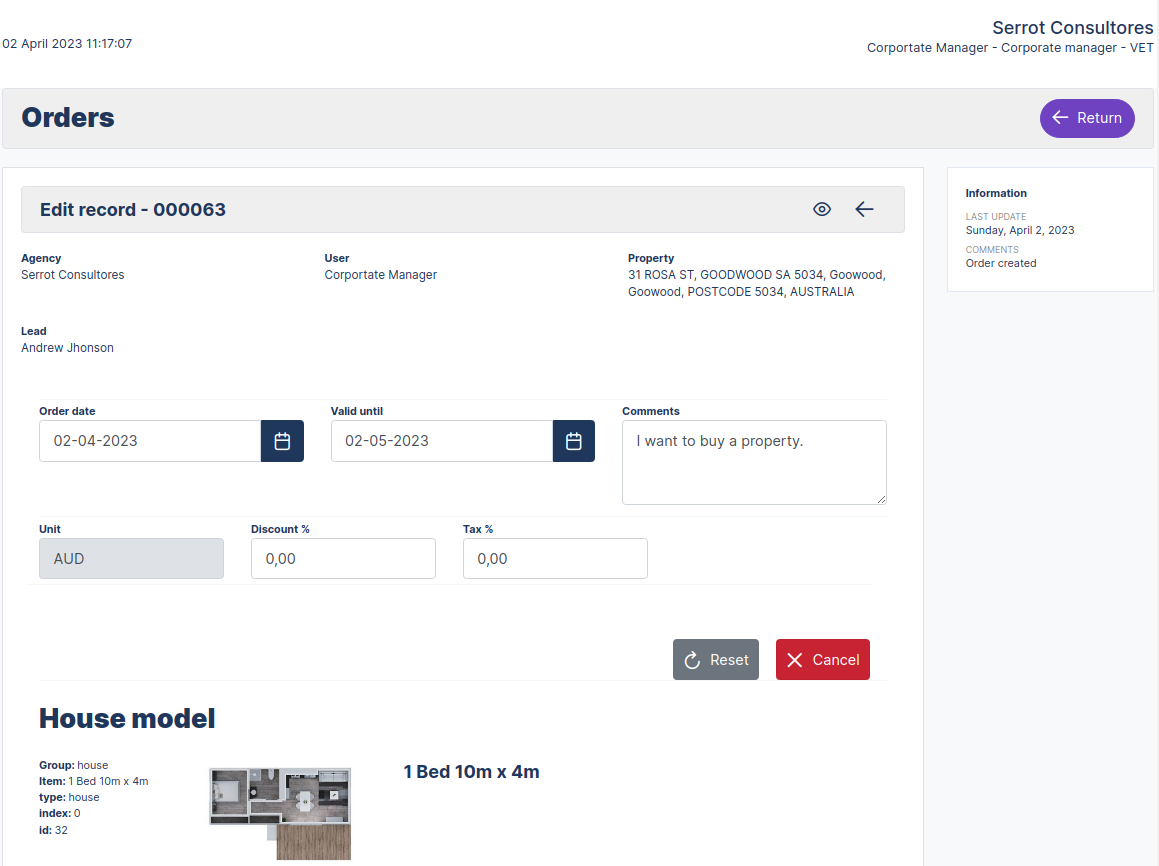 Serrot Consultores
02 April 2023 11:17:07
Corportate Manager - Corporate manager - VET
Orders
Return
Edit record - 000063
Agency
Serrot Consultores
User
Corportate Manager
Property
31 ROSA ST, GOODWOOD SA 5034, Goowood,
Goowood, POSTCODE 5034, AUSTRALIA
Lead
Andrew Jhonson
Information
LAST UPDATE
Sunday, April 2, 2023
COMMENTS
Order created
Order date
02-04-2023
Valid until
02-05-2023
Comments
I want to buy a property.
Unit
AUD
Discount %
0,00
Tax %
0,00
Reset
Cancel
House model
Group: house
Item: 1 Bed 10m x 4m
type: house
index: 0
id: 32
1 Bed 10m x 4m